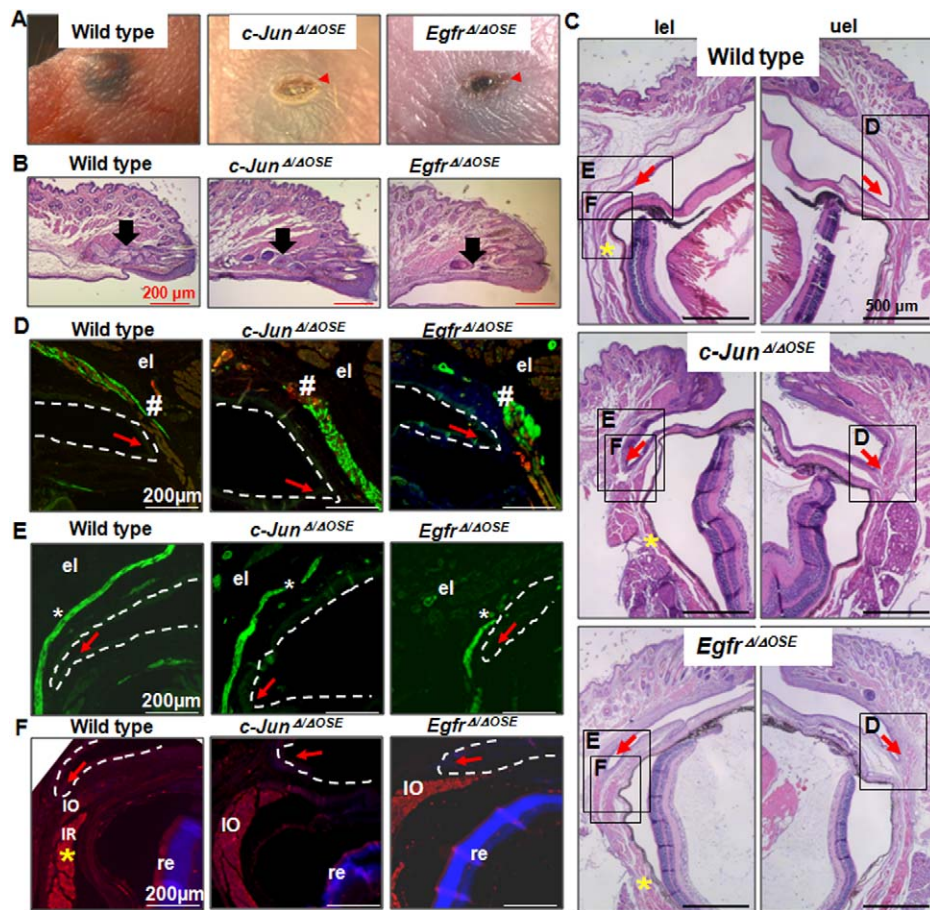 A
Wild type
c-Jun Δ/ΔOSE
Egfr Δ/ΔOSE
B
Wild type
c-Jun Δ/ΔOSE
Egfr Δ/ΔOSE
200 μm
C
lel
uel
Wild type
D
E
F
*
500 μm
c-Jun Δ/ΔOSE
E
F
D
*
Egfr Δ/ΔOSE
E
F
D
*
D
Wild type
c-Jun Δ/ΔOSE
Egfr Δ/ΔOSE
el
#
200μm
el
#
el
#
E
Wild type
c-Jun Δ/ΔOSE
Egfr Δ/ΔOSE
el
*
200μm
el
*
el
*
F
Wild type
c-Jun Δ/ΔOSE
Egfr Δ/ΔOSE
IO
IR
*
re
200μm
IO
re
IO
re